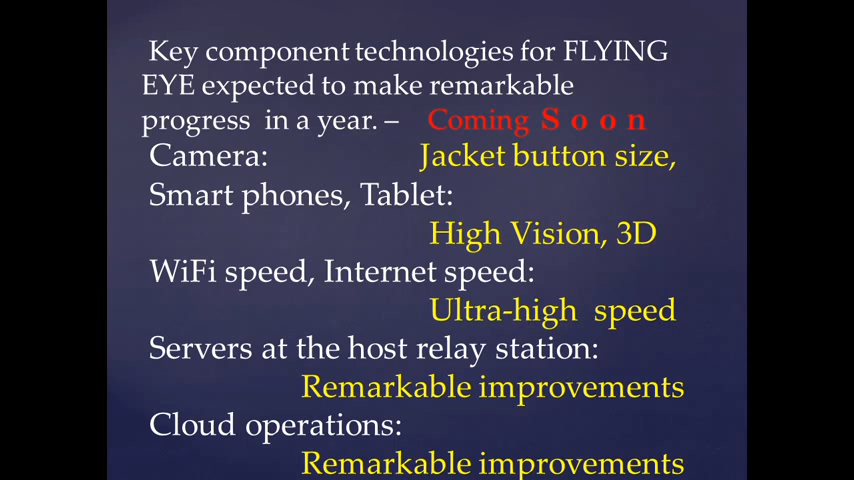 Key component technologies for FLYING
EYE expected to make remarkable
progress in a year. – Coming S o o n
Camera: Jacket button size,
Smart phones, Tablet:
High Vision, 3D
WiFi speed, Internet speed:
Ultra-high speed
Servers at the host relay station:
Remarkable improvements
Cloud operations:
Remarkable improvements